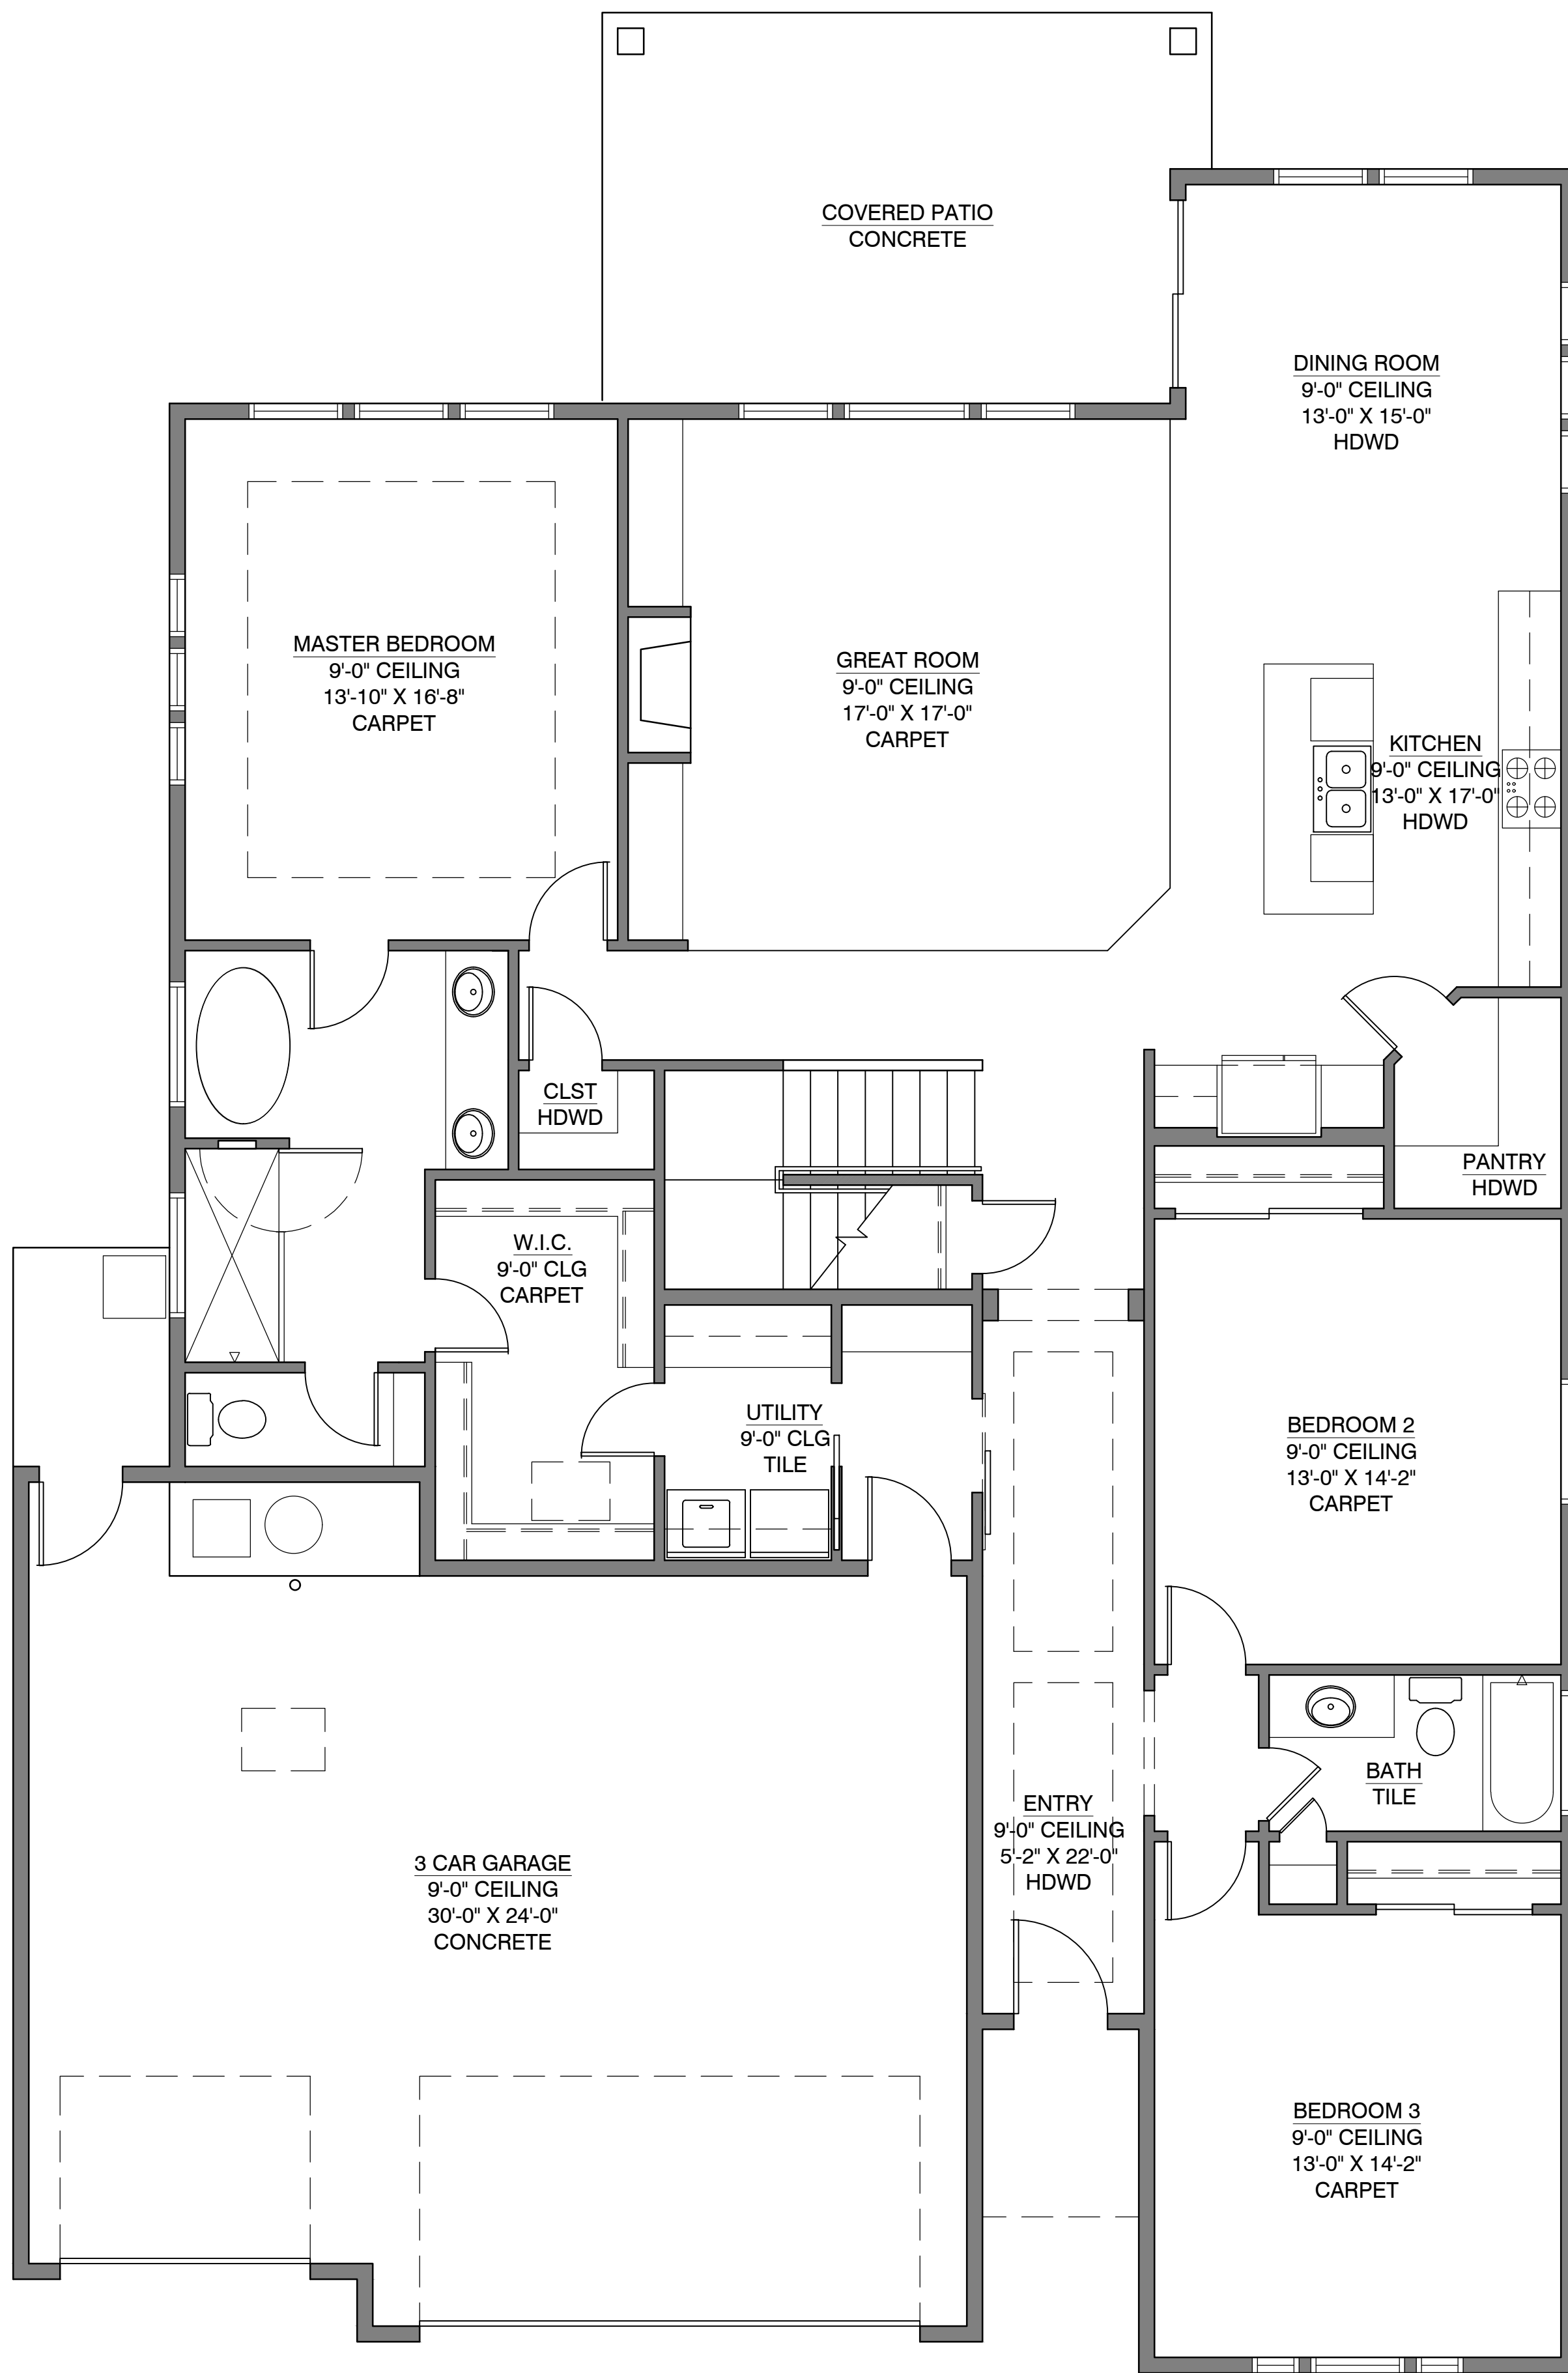 COVERED PATIO
CONCRETE
DINING ROOM
9'-0" CEILING
13'-0" X 15'-0"
HDWD
MASTER BEDROOM
9'-0" CEILING
13'-10" X 16'-8"
CARPET
GREAT ROOM
9'-0" CEILING
17'-0" X 17'-0"
CARPET
KITCHEN
9'-0" CEILING
13'-0" X 17'-0"
HDWD
CLST
HDWD
PANTRY
HDWD
W.I.C.
9'-0" CLG
CARPET
UTILITY
9'-0" CLG
TILE
BEDROOM 2
9'-0" CEILING
13'-0" X 14'-2"
CARPET
BATH
TILE
ENTRY
9'-0" CEILING
5'-2" X 22'-0"
HDWD
3 CAR GARAGE
9'-0" CEILING
30'-0" X 24'-0"
CONCRETE
BEDROOM 3
9'-0" CEILING
13'-0" X 14'-2"
CARPET